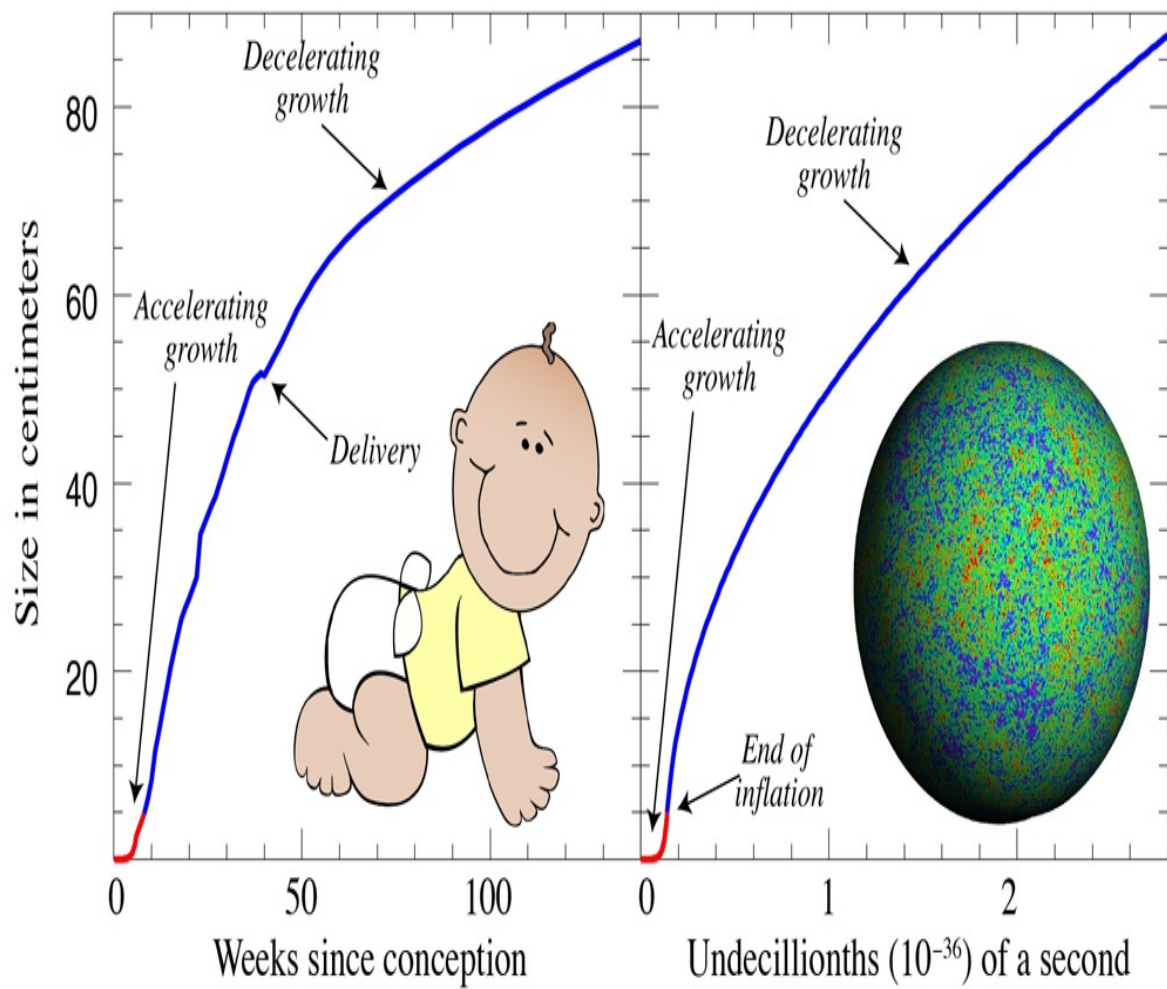 Size in centimeters
80
60
40
20
Decelerating
growth
Accelerating
growth
Delivery
0
50
100
Weeks since conception
Decelerating
growth
Accelerating
growth
End of
inflation
0
1
2
Undecillionths (10⁻³⁶) of a second